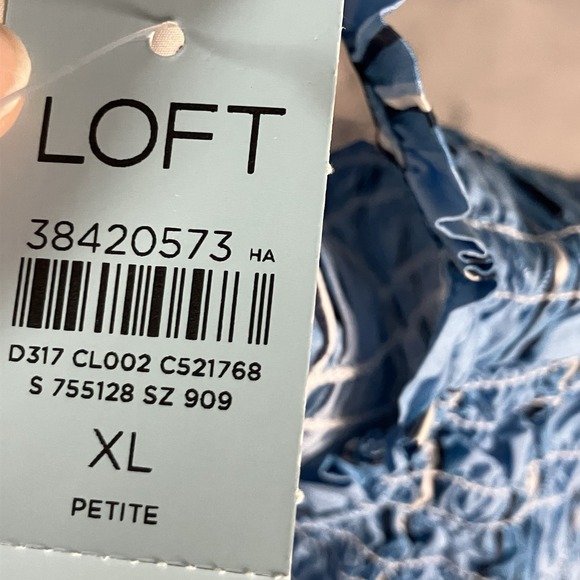 LOFT
38420573 HA
D317 CL002 C521768
S 755128 SZ 909
XL
PETITE